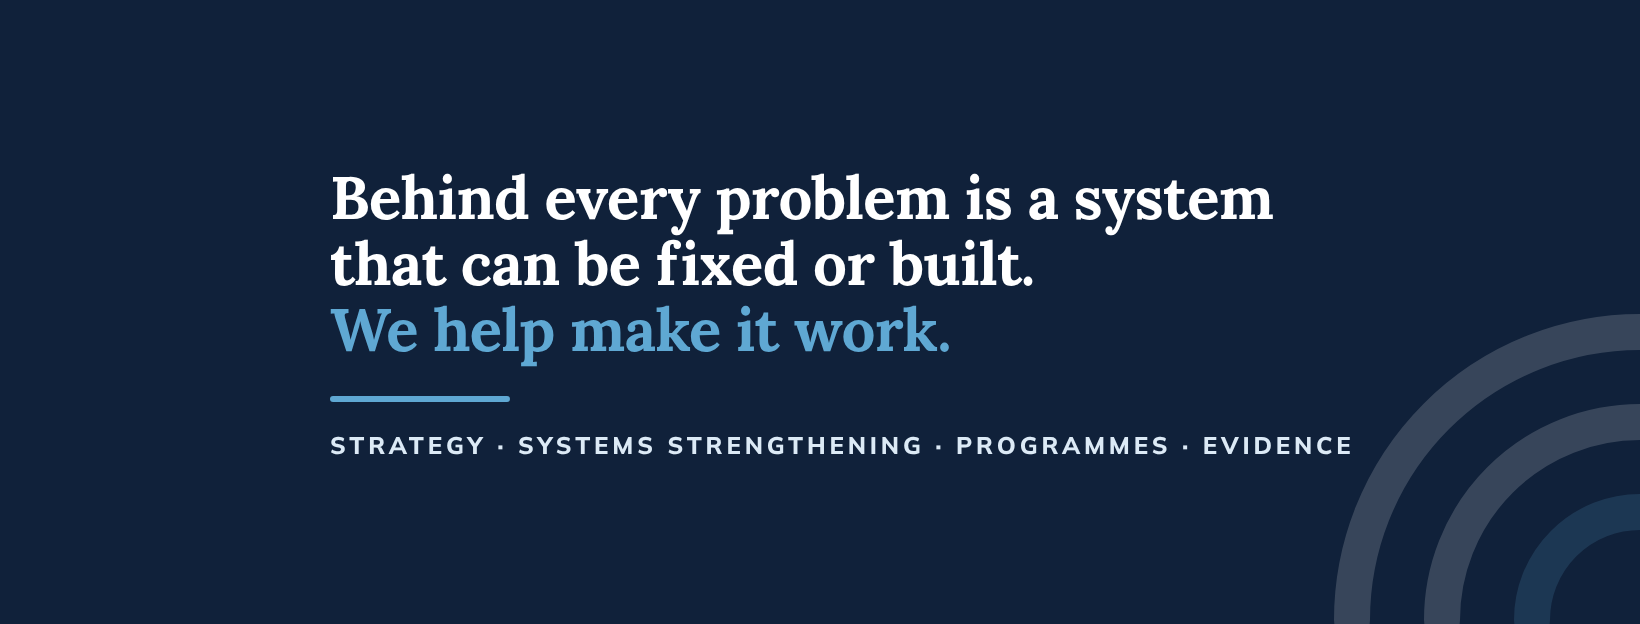 Behind every problem is a system
that can be fixed or built.
We help make it work.
STRATEGY · SYSTEMS STRENGTHENING · PROGRAMMES · EVIDENCE